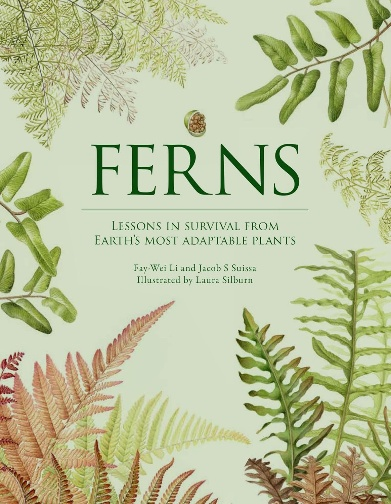 FERNS
LESSONS IN SURVIVAL FROM
EARTH'S MOST ADAPTABLE PLANTS
Fay-Wei Li and Jacob S Suissa
Illustrated by Laura Silburn